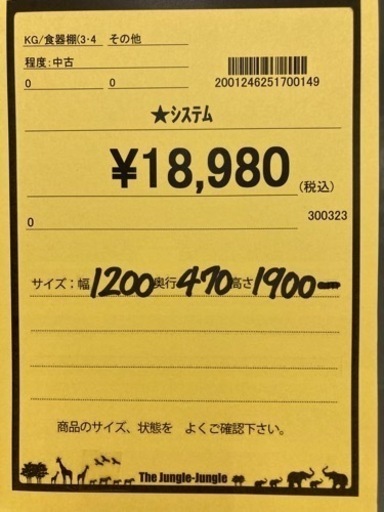 KG/食器棚(3・4 その他
程度:中古
0 0 2001246251700149
★システム
¥18,980(税込)
0 300323
サイズ:幅1200奥行470高さ1900
商品のサイズ、状態を よくご確認下さい。
The Jungle-Jungle